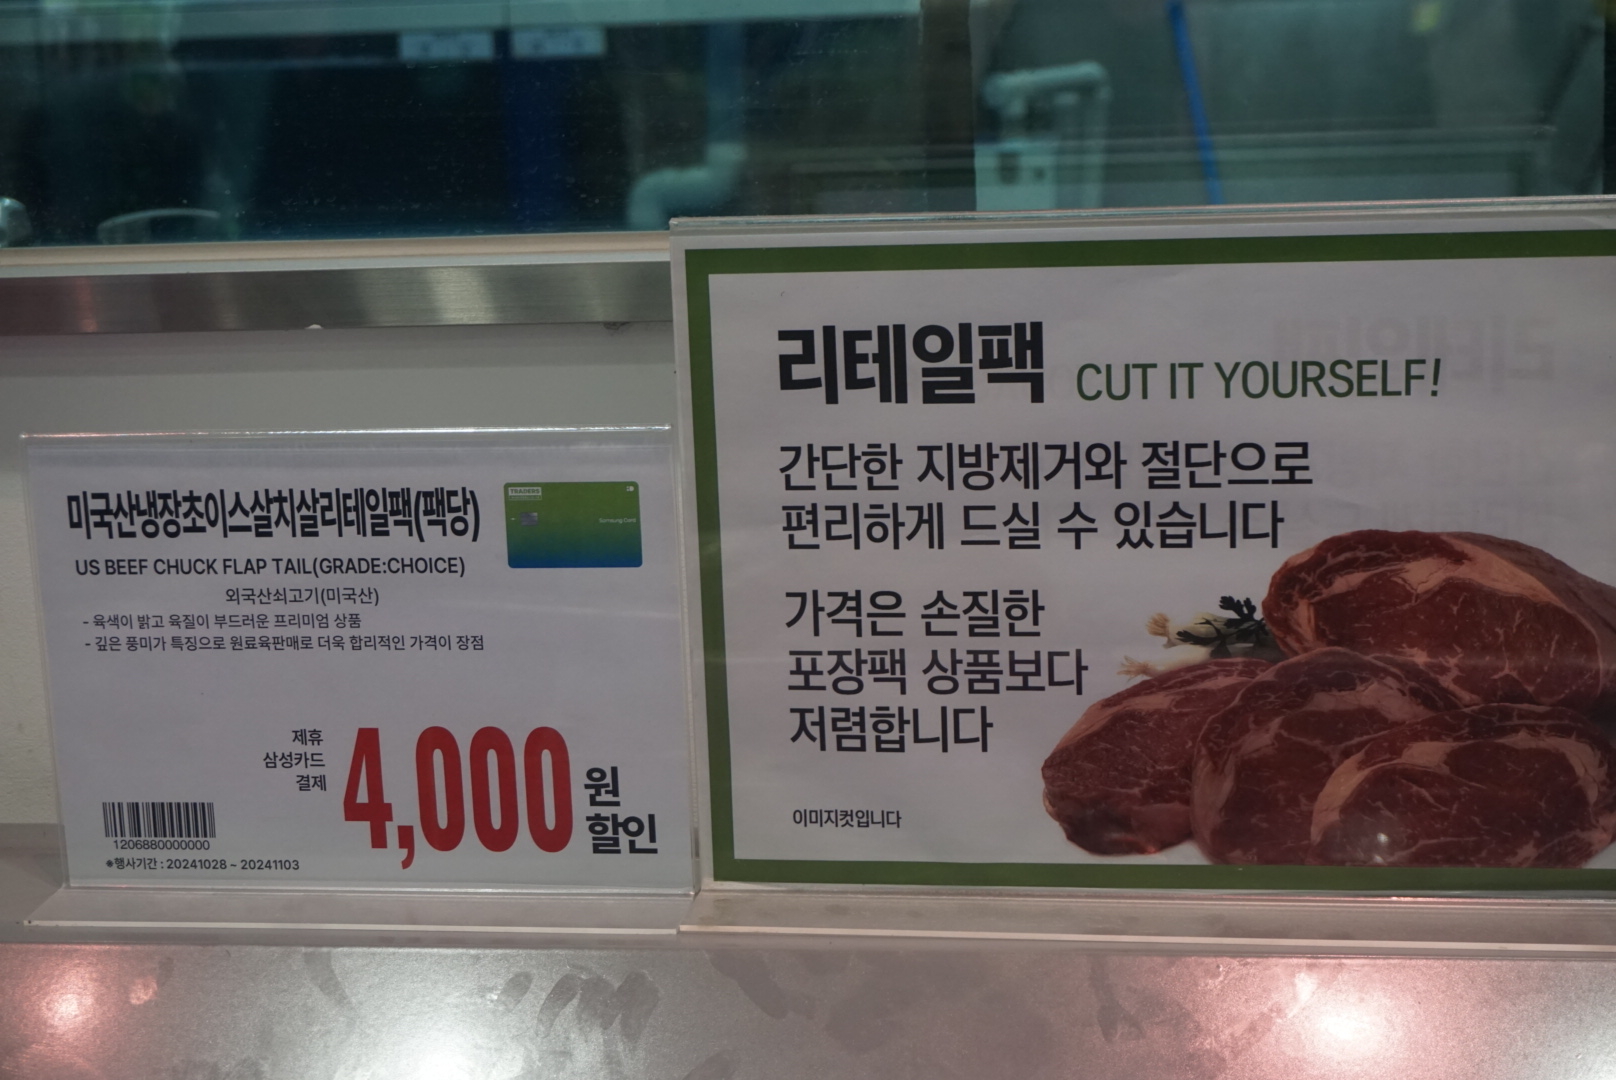 미국산냉장초이스살치살리테일팩(팩당)
TRADERS
Samsung Card
US BEEF CHUCK FLAP TAIL(GRADE:CHOICE)
외국산쇠고기(미국산)
- 육색이 밝고 육질이 부드러운 프리미엄 상품
- 깊은 풍미가 특징으로 원료육판매로 더욱 합리적인 가격이 장점
제휴
삼성카드
결제
4,000원
할인
1206880000000
※행사기간 : 20241028 ~ 20241103
리테일팩 CUT IT YOURSELF!
간단한 지방제거와 절단으로
편리하게 드실 수 있습니다
가격은 손질한
포장팩 상품보다
저렴합니다
이미지컷입니다